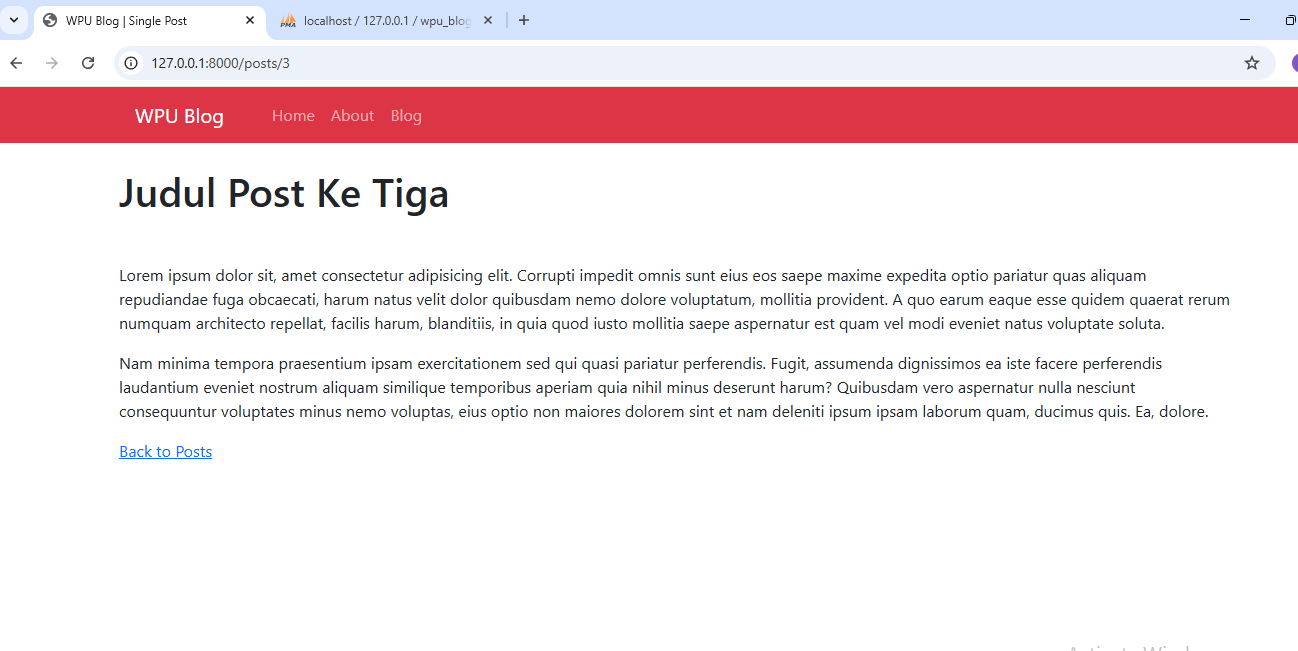 WPU Blog | Single Post
localhost / 127.0.0.1 / wpu_blog
127.0.0.1:8000/posts/3
WPU Blog Home About Blog
Judul Post Ke Tiga
Lorem ipsum dolor sit, amet consectetur adipisicing elit. Corrupti impedit omnis sunt eius eos saepe maxime expedita optio pariatur quas aliquam
repudiandae fuga obcaecati, harum natus velit dolor quibusdam nemo dolore voluptatum, mollitia provident. A quo earum eaque esse quidem quaerat rerum
numquam architecto repellat, facilis harum, blanditiis, in quia quod iusto mollitia saepe aspernatur est quam vel modi eveniet natus voluptate soluta.
Nam minima tempora praesentium ipsam exercitationem sed qui quasi pariatur perferendis. Fugit, assumenda dignissimos ea iste facere perferendis
laudantium eveniet nostrum aliquam similique temporibus aperiam quia nihil minus deserunt harum? Quibusdam vero aspernatur nulla nesciunt
consequuntur voluptates minus nemo voluptas, eius optio non maiores dolorem sint et nam deleniti ipsum ipsam laborum quam, ducimus quis. Ea, dolore.
Back to Posts